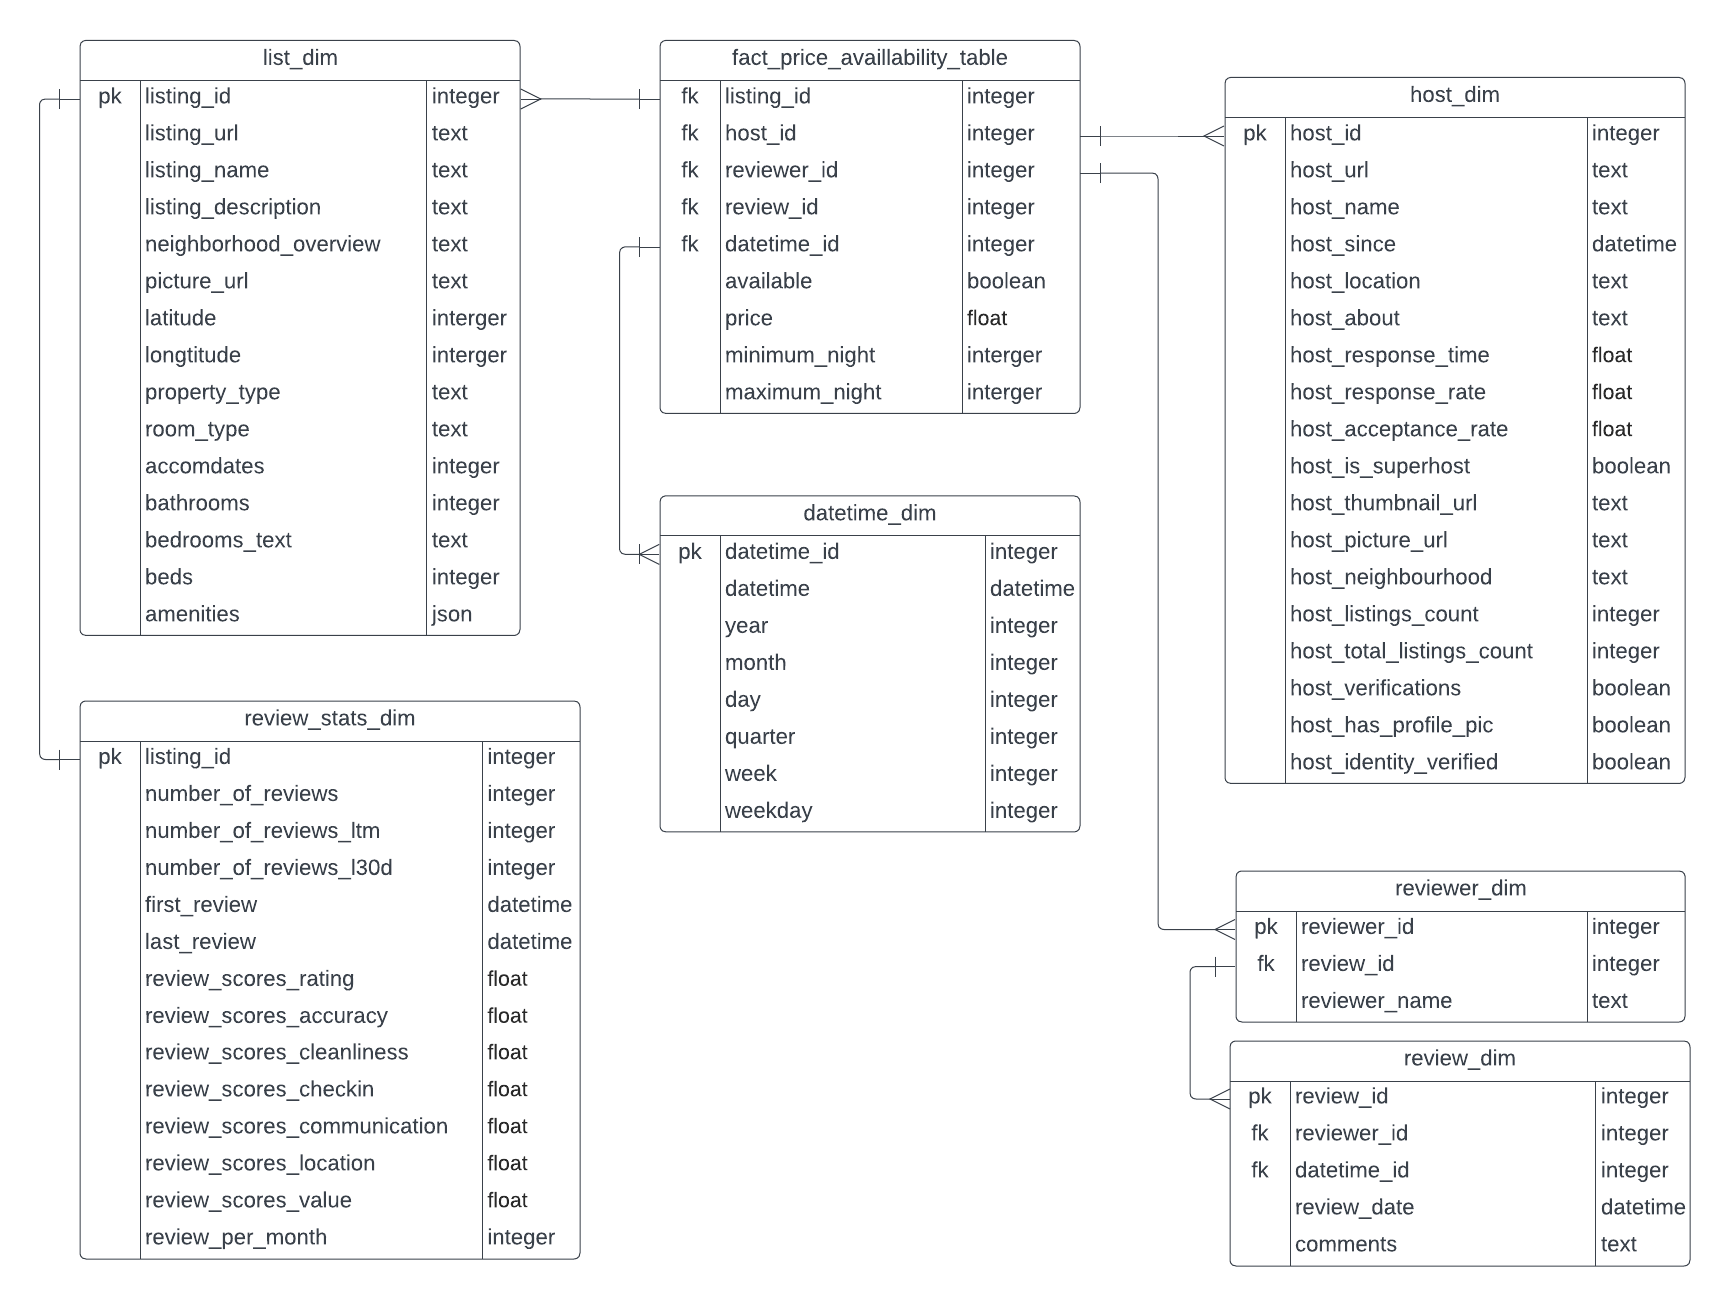 list_dim
pk listing_id integer
listing_url text
listing_name text
listing_description text
neighborhood_overview text
picture_url text
latitude interger
longtitude interger
property_type text
room_type text
accomdates integer
bathrooms integer
bedrooms_text text
beds integer
amenities json
fact_price_availlability_table
fk listing_id integer
fk host_id integer
fk reviewer_id integer
fk review_id integer
fk datetime_id integer
available boolean
price float
minimum_night interger
maximum_night interger
host_dim
pk host_id integer
host_url text
host_name text
host_since datetime
host_location text
host_about text
host_response_time float
host_response_rate float
host_acceptance_rate float
host_is_superhost boolean
host_thumbnail_url text
host_picture_url text
host_neighbourhood text
host_listings_count integer
host_total_listings_count integer
host_verifications boolean
host_has_profile_pic boolean
host_identity_verified boolean
datetime_dim
pk datetime_id integer
datetime datetime
year integer
month integer
day integer
quarter integer
week integer
weekday integer
review_stats_dim
pk listing_id integer
number_of_reviews integer
number_of_reviews_ltm integer
number_of_reviews_l30d integer
first_review datetime
last_review datetime
review_scores_rating float
review_scores_accuracy float
review_scores_cleanliness float
review_scores_checkin float
review_scores_communication float
review_scores_location float
review_scores_value float
review_per_month integer
reviewer_dim
pk reviewer_id integer
fk review_id integer
reviewer_name text
review_dim
pk review_id integer
fk reviewer_id integer
fk datetime_id integer
review_date datetime
comments text